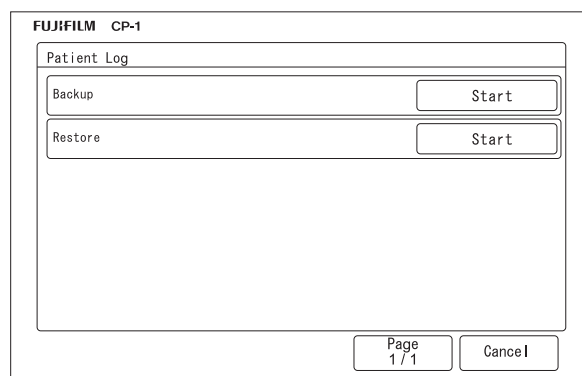 FUJIFILM CP-1
Patient Log
Backup Start
Restore Start
Page
1/1
Cancel